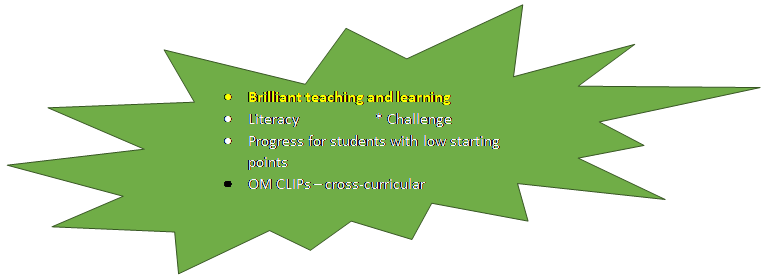 • Brilliant teaching and learning
• Literacy * Challenge
• Progress for students with low starting
points
• OM CLIPs – cross-curricular